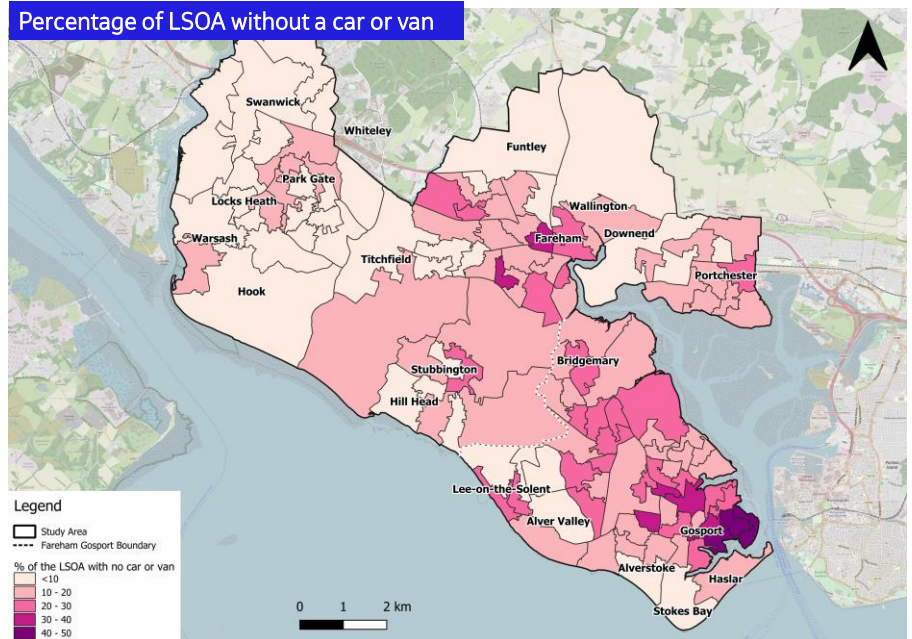 Percentage of LSOA without a car or van
Swanwick
Whiteley
Funtley
Park Gate
Locks Heath
Wallington
Warsash
Fareham
Downend
Titchfield
Portchester
Hook
Bridgemary
Stubbington
Hill Head
Lee-on-the-Solent
Alver Valley
Gosport
Alverstoke
Haslar
Stokes Bay
Legend
Study Area
Fareham Gosport Boundary
% of the LSOA with no car or van
<10
10 - 20
20 - 30
30 - 40
40 - 50
0 1 2 km